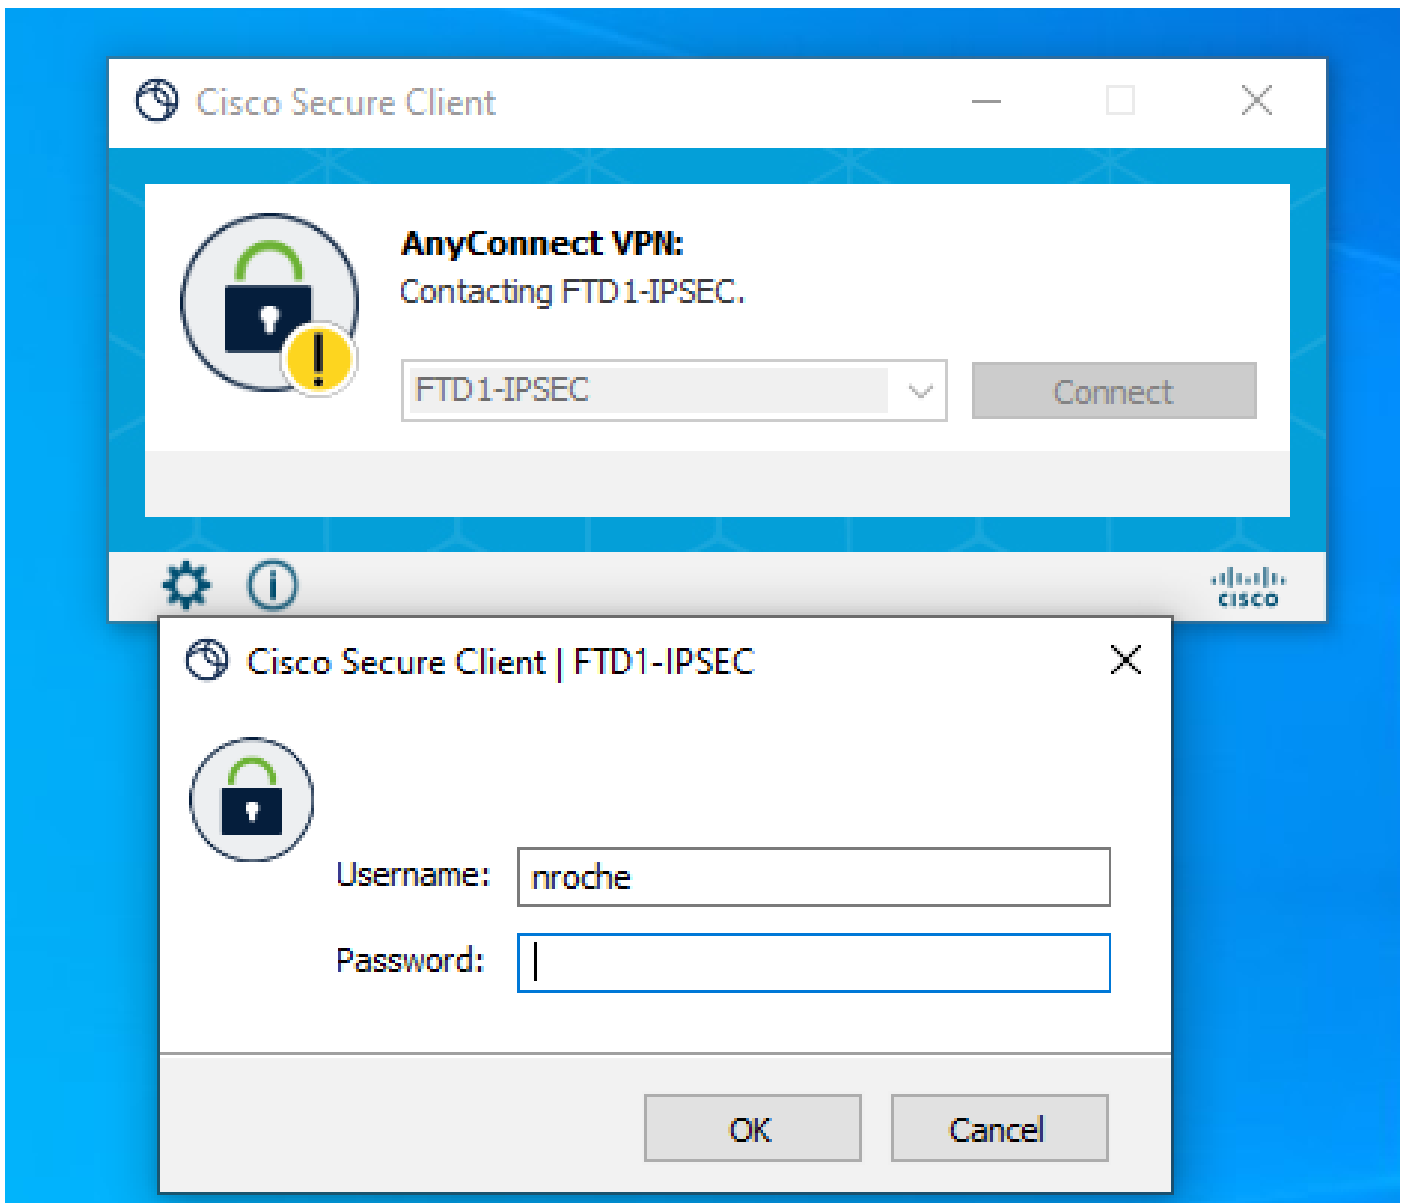 Cisco Secure Client
AnyConnect VPN:
Contacting FTD1-IPSEC.
FTD1-IPSEC
Connect
CISCO
Cisco Secure Client | FTD1-IPSEC
Username: nroche
Password:
OK
Cancel